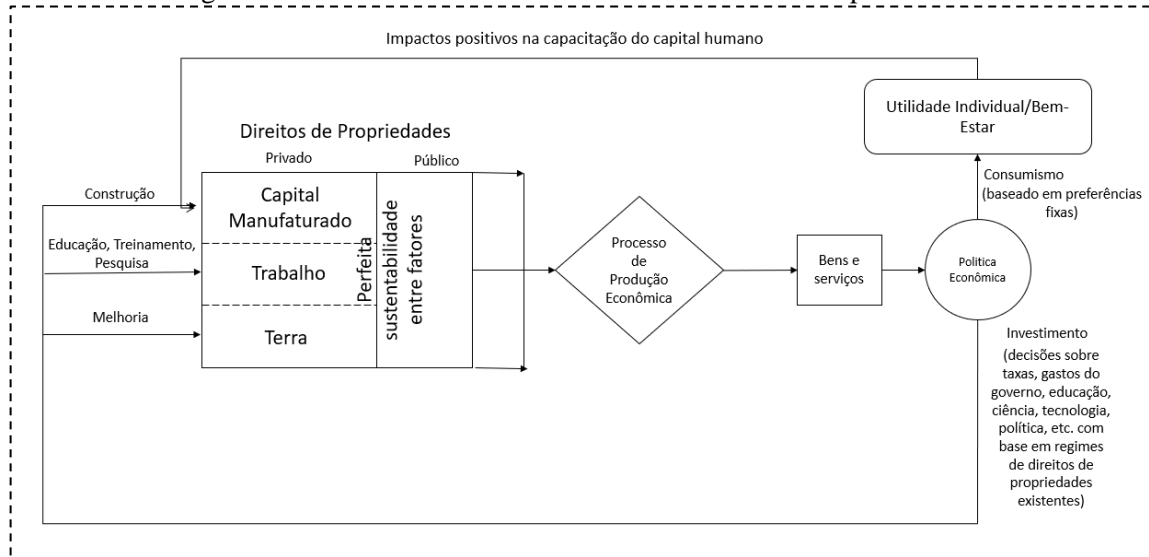 Impactos positivos na capacitação do capital humano
Utilidade Individual/Bem-
Estar
Direitos de Propriedades
Privado
Público
Construção
Capital
Manufaturado
Educação, Treinamento,
Pesquisa
Trabalho
Melhoria
Terra
Perfeita
sustentabilidade
entre fatores
Processo
de
Produção
Econômica
Bens e
serviços
Politica
Econômica
Consumismo
(baseado em preferências
fixas)
Investimento
(decisões sobre
taxas, gastos do
governo, educação,
ciência, tecnologia,
política, etc. com
base em regimes
de direitos de
propriedades
existentes)